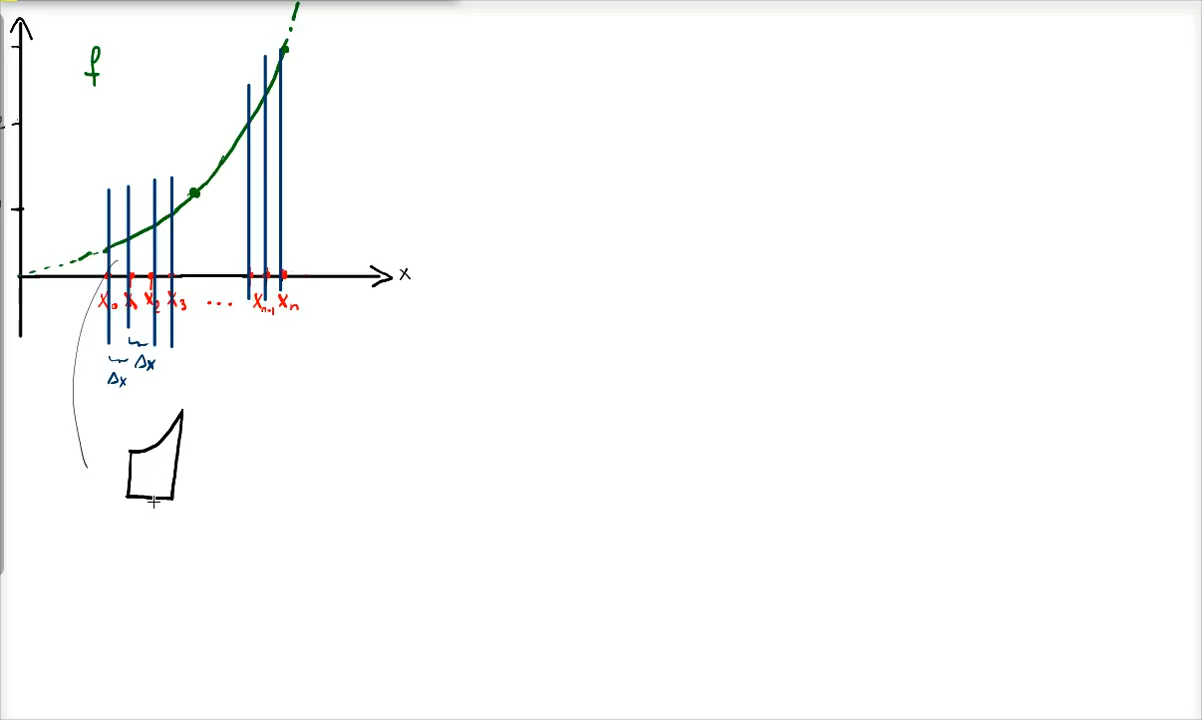 f
x
x₀ x₁ x₂ x₃ ... xₙ₋₁ xₙ
Δx
Δx